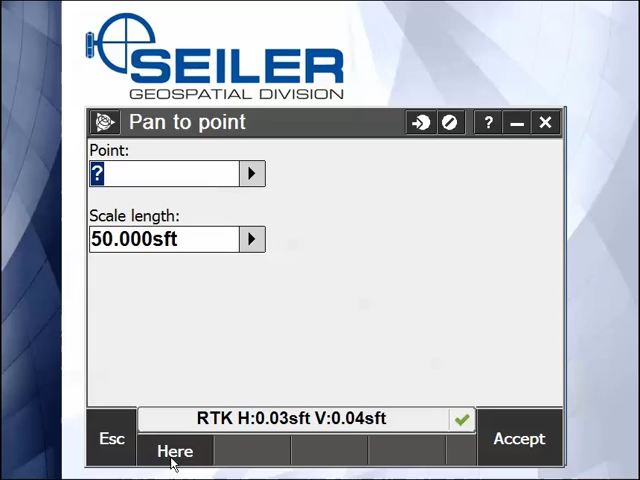 SEILER
GEOSPATIAL DIVISION
Pan to point
?
Point:
?
Scale length:
50.000sft
RTK H:0.03sft V:0.04sft
Esc
Here
Accept